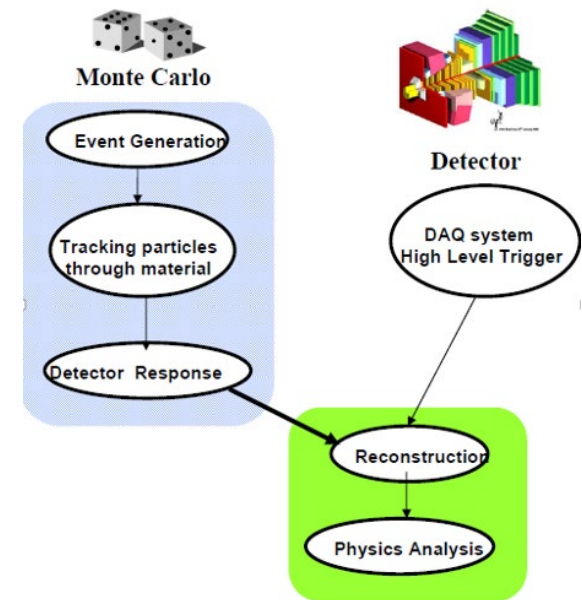 Monte Carlo
Event Generation
Tracking particles
through material
Detector Response
Detector
DAQ system
High Level Trigger
Reconstruction
Physics Analysis